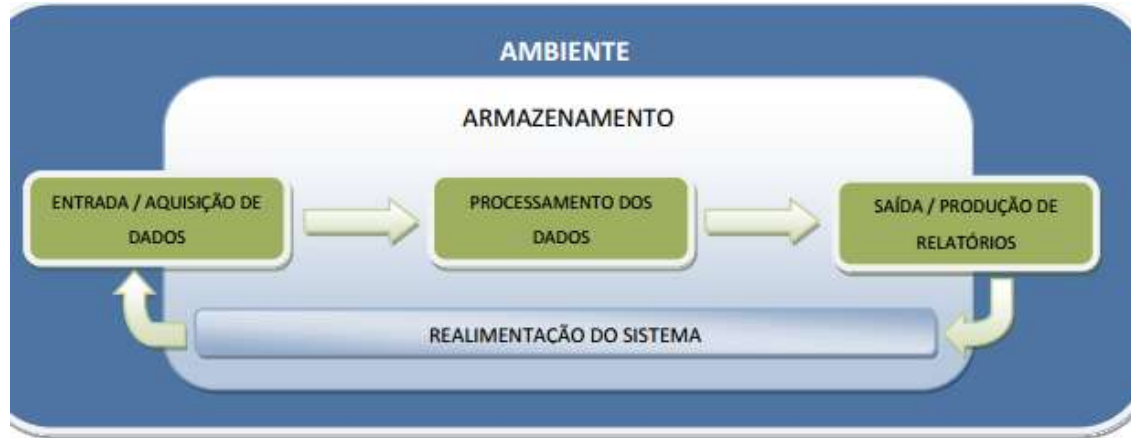 AMBIENTE
ARMAZENAMENTO
ENTRADA / AQUISIÇÃO DE
DADOS
PROCESSAMENTO DOS
DADOS
SAÍDA / PRODUÇÃO DE
RELATÓRIOS
REALIMENTAÇÃO DO SISTEMA